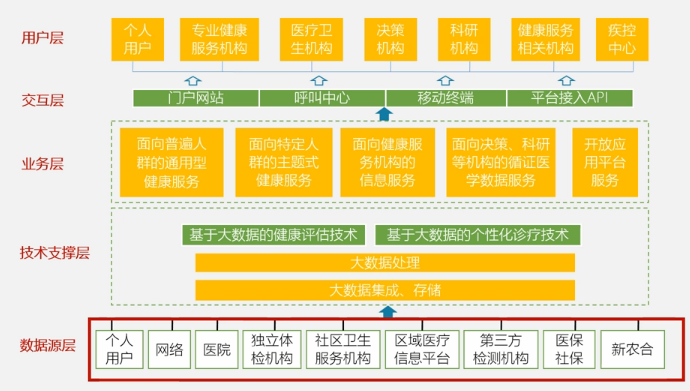 用户层
个人
用户
专业健康
服务机构
医疗卫
生机构
决策
机构
科研
机构
健康服务
相关机构
疾控
中心
交互层
门户网站
呼叫中心
移动终端
平台接入API
业务层
面向普遍人
群的通用型
健康服务
面向特定人
群的主题式
健康服务
面向健康服
务机构的
信息服务
面向决策、科研
等机构的循证医
学数据服务
开放应
用平台
服务
技术支撑层
基于大数据的健康评估技术
基于大数据的个性化诊疗技术
大数据处理
大数据集成、存储
数据源层
个人
用户
网络
医院
独立体
检机构
社区卫生
服务机构
区域医疗
信息平台
第三方
检测机构
医保
社保
新农合